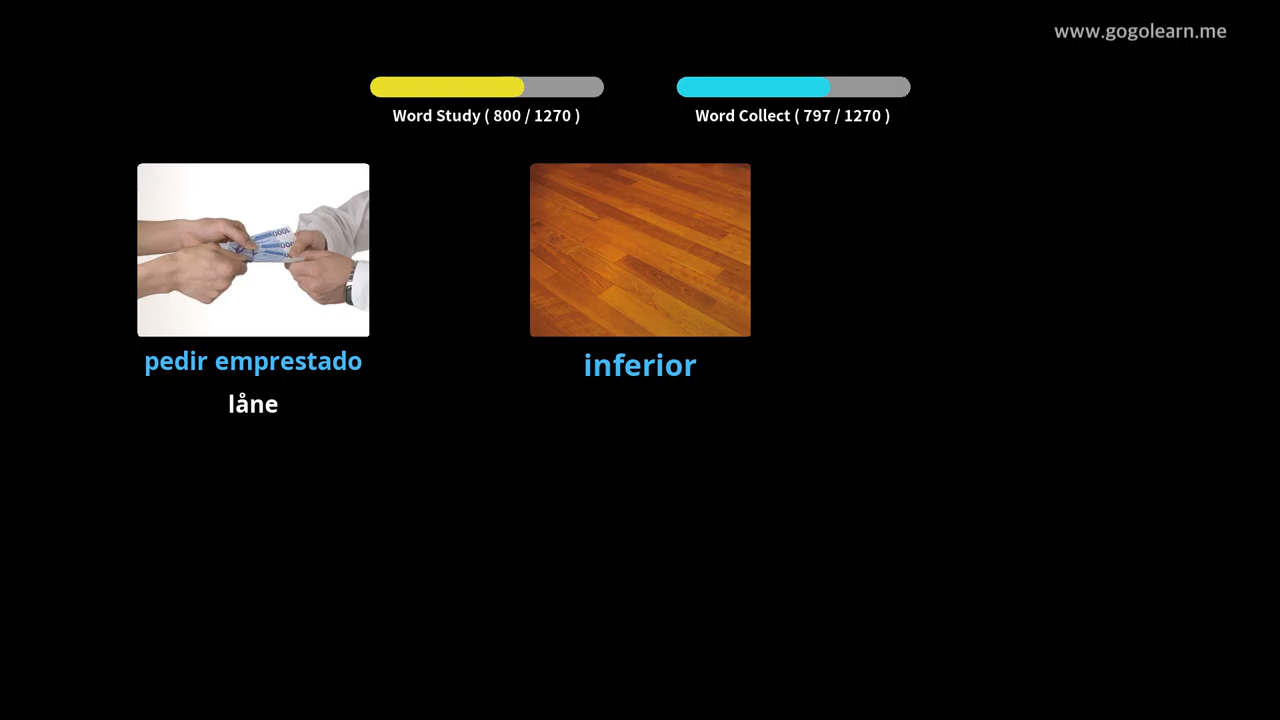 www.gogolearn.me
Word Study ( 800 / 1270 )
Word Collect ( 797 / 1270 )
pedir emprestado
låne
inferior